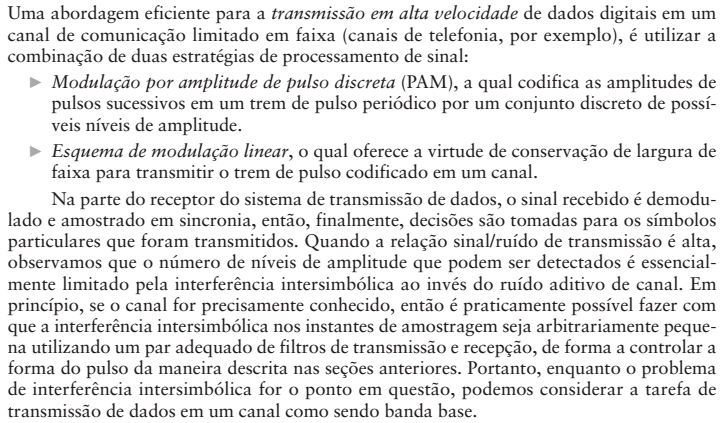 Uma abordagem eficiente para a transmissão em alta velocidade de dados digitais em um
canal de comunicação limitado em faixa (canais de telefonia, por exemplo), é utilizar a
combinação de duas estratégias de processamento de sinal:
► Modulação por amplitude de pulso discreta (PAM), a qual codifica as amplitudes de
pulsos sucessivos em um trem de pulso periódico por um conjunto discreto de possí-
veis níveis de amplitude.
► Esquema de modulação linear, o qual oferece a virtude de conservação de largura de
faixa para transmitir o trem de pulso codificado em um canal.
Na parte do receptor do sistema de transmissão de dados, o sinal recebido é demodu-
lado e amostrado em sincronia, então, finalmente, decisões são tomadas para os símbolos
particulares que foram transmitidos. Quando a relação sinal/ruído de transmissão é alta,
observamos que o número de níveis de amplitude que podem ser detectados é essencial-
mente limitado pela interferência intersimbólica ao invés do ruído aditivo de canal. Em
princípio, se o canal for precisamente conhecido, então é praticamente possível fazer com
que a interferência intersimbólica nos instantes de amostragem seja arbitrariamente peque-
na utilizando um par adequado de filtros de transmissão e recepção, de forma a controlar a
forma do pulso da maneira descrita nas seções anteriores. Portanto, enquanto o problema
de interferência intersimbólica for o ponto em questão, podemos considerar a tarefa de
transmissão de dados em um canal como sendo banda base.